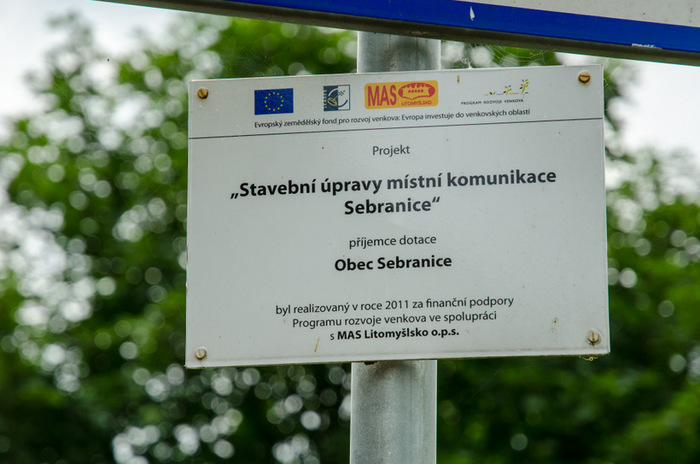 MAS
LITOMYŠLSKO
PROGRAM ROZVOJE VENKOVA
Evropský zemědělský fond pro rozvoj venkova: Evropa investuje do venkovských oblastí
Projekt
„Stavební úpravy místní komunikace
Sebranice“
příjemce dotace
Obec Sebranice
byl realizovaný v roce 2011 za finanční podpory
Programu rozvoje venkova ve spolupráci
s MAS Litomyšlsko o.p.s.